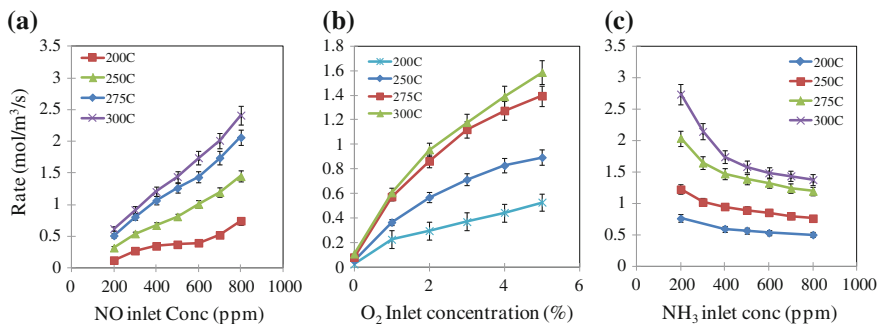 (a)
3.5
3
2.5
2
1.5
1
0.5
0
0 200 400 600 800 1000
200C
250C
275C
300C
Rate (mol/m³/s)
NO inlet Conc (ppm)
(b)
1.8
1.6
1.4
1.2
1
0.8
0.6
0.4
0.2
0
0 2 4 6
200C
250C
275C
300C
O₂ Inlet concentration (%)
(c)
3.5
3
2.5
2
1.5
1
0.5
0
0 200 400 600 800 1000
200C
250C
275C
300C
NH₃ inlet conc (ppm)